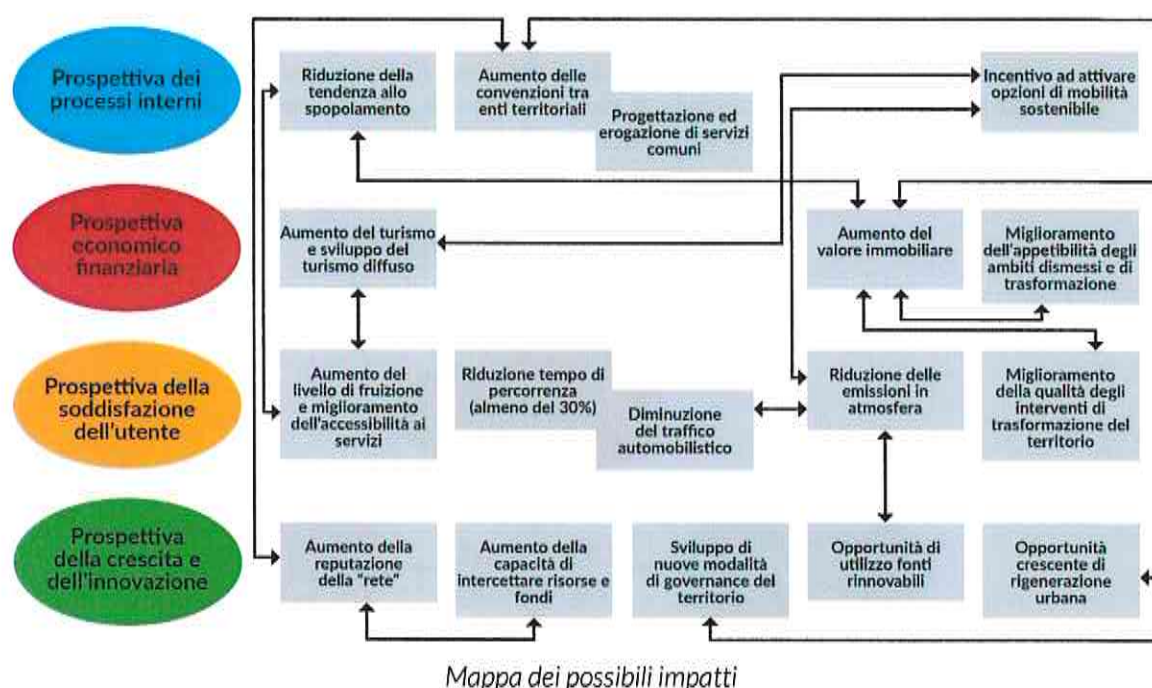 Prospettiva dei
processi interni
Riduzione della
tendenza allo
spopolamento
Aumento delle
convenzioni tra
enti territoriali
Progettazione ed
erogazione di servizi
comuni
Incentivo ad attivare
opzioni di mobilità
sostenibile
Prospettiva
economico
finanziaria
Aumento del turismo
e sviluppo del
turismo diffuso
Aumento del
valore immobiliare
Miglioramento
dell'appetibilità degli
ambiti dismessi e di
trasformazione
Prospettiva della
soddisfazione
dell'utente
Aumento del
livello di fruizione
e miglioramento
dell'accessibilità ai
servizi
Riduzione tempo di
percorrenza
(almeno del 30%)
Diminuzione
del traffico
automobilistico
Riduzione delle
emissioni in
atmosfera
Miglioramento
della qualità degli
interventi di
trasformazione del
territorio
Prospettiva
della crescita e
dell'innovazione
Aumento della
reputazione
della "rete"
Aumento della
capacità di
intercettare risorse e
fondi
Sviluppo di
nuove modalità
di governance del
territorio
Opportunità di
utilizzo fonti
rinnovabili
Opportunità
crescente di
rigenerazione
urbana
Mappa dei possibili impatti